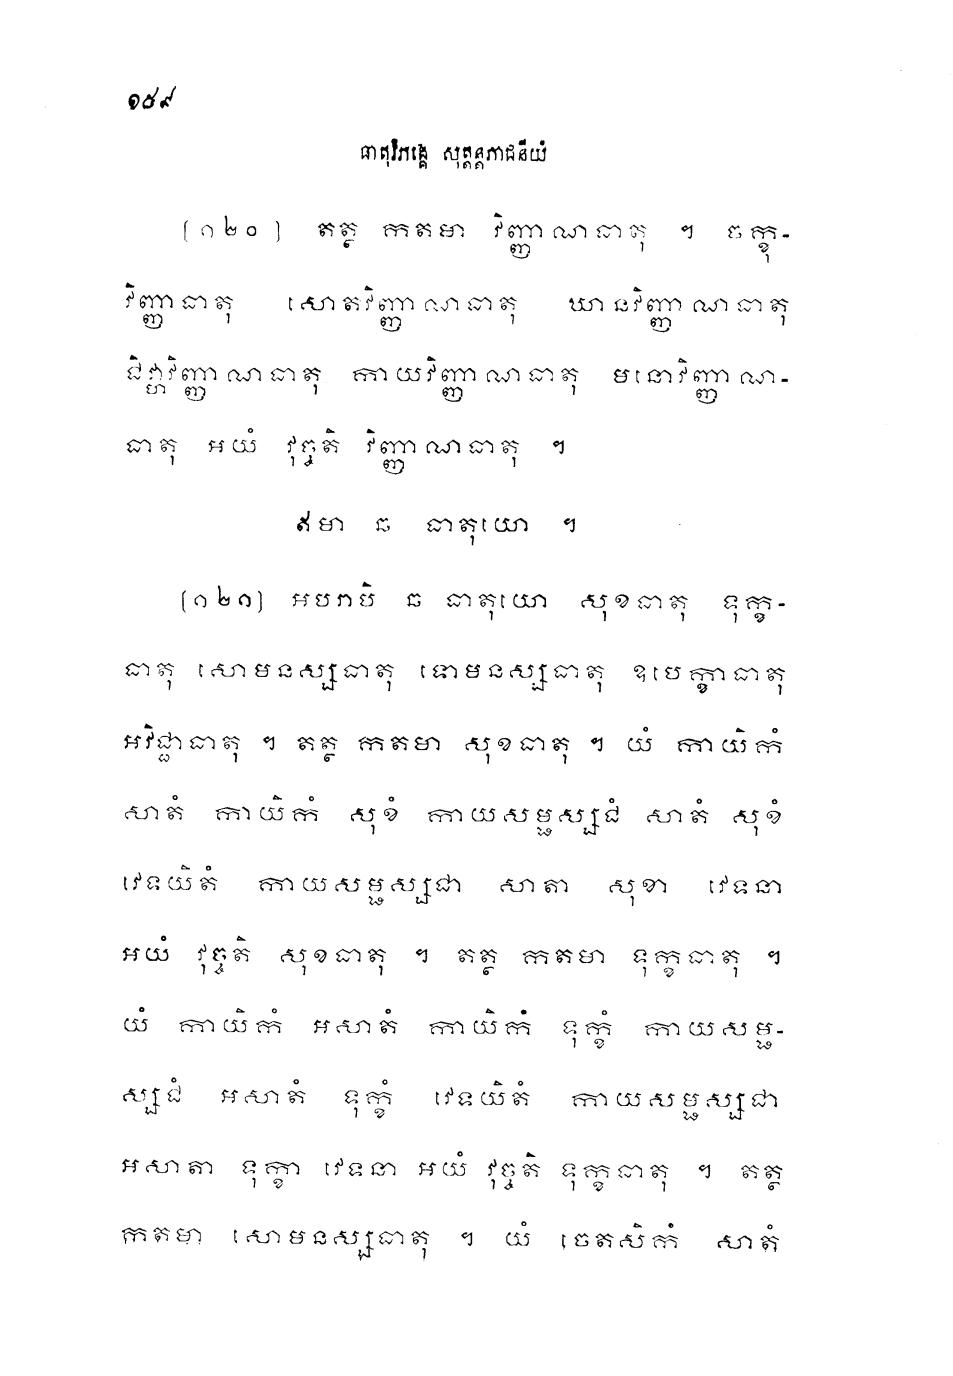 ១៥៩
ធាតុវិភង្គេ សុត្តន្តភាជនីយំ
(១២០) តត្ថ កតមា វិញ្ញាណធាតុ ។ ចក្ខុ-
វិញ្ញាធាតុ សោតវិញ្ញាណធាតុ ឃានវិញ្ញាណធាតុ
ជិវ្ហាវិញ្ញាណធាតុ កាយវិញ្ញាណធាតុ មនោវិញ្ញាណ-
ធាតុ អយំ វុច្ចតិ វិញ្ញាណធាតុ ។
ឥមា ឆ ធាតុយោ ។
(១២១) អបរាបិ ឆ ធាតុយោ សុខធាតុ ទុក្ខ-
ធាតុ សោមនស្សធាតុ ទោមនស្សធាតុ ឧបេក្ខាធាតុ
អវិជ្ជាធាតុ ។ តត្ថ កតមា សុខធាតុ ។ យំ កាយិកំ
សាតំ កាយិកំ សុខំ កាយសម្ផស្សជំ សាតំ សុខំ
វេទយិតំ កាយសម្ផស្សជា សាតា សុខា វេទនា
អយំ វុច្ចតិ សុខធាតុ ។ តត្ថ កតមា ទុក្ខធាតុ ។
យំ កាយិកំ អសាតំ កាយិកំ ទុក្ខំ កាយសម្ផ-
ស្សជំ អសាតំ ទុក្ខំ វេទយិតំ កាយសម្ផស្សជា
អសាតា ទុក្ខា វេទនា អយំ វុច្ចតិ ទុក្ខធាតុ ។ តត្ថ
កតមា សោមនស្សធាតុ ។ យំ ចេតសិកំ សាតំ